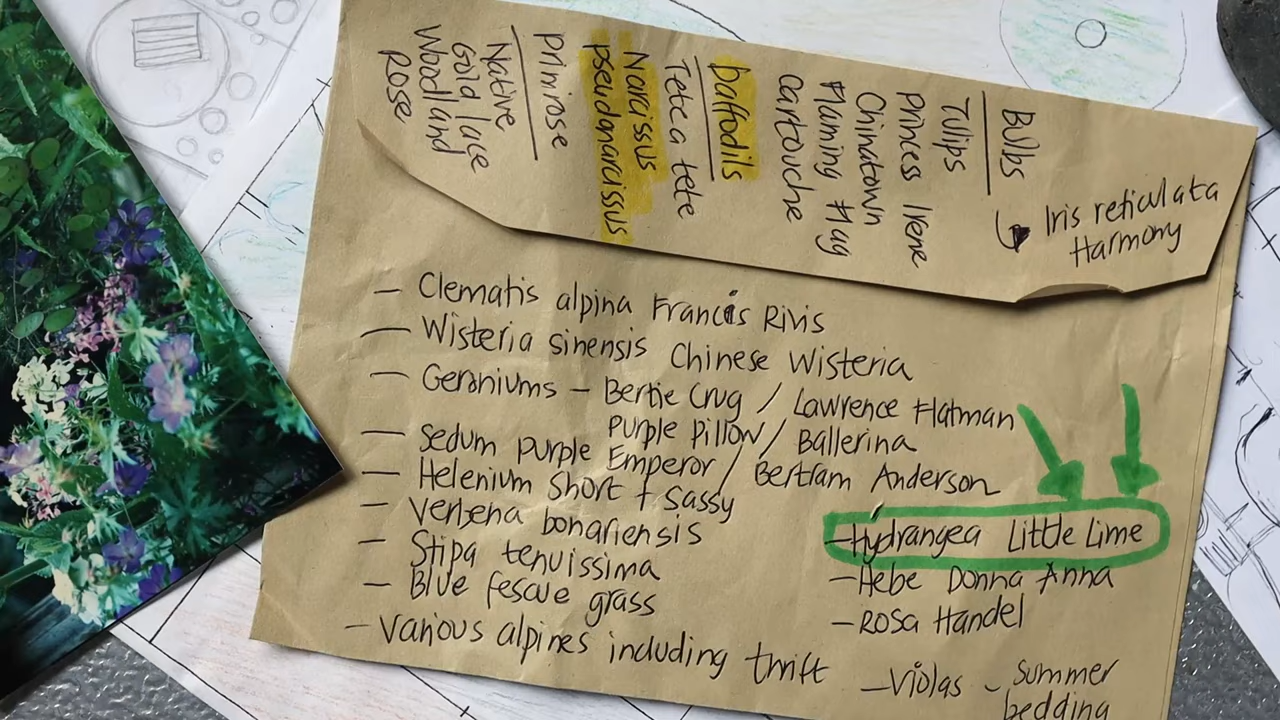 Bulbs
Tulips
Princess Irene
Chinatown
Flaming Flag
Cartouche
Daffodils
Tete a tete
Narcissus
pseudonarcissus
Primrose
Native
Gold lace
Woodland
Rose
Iris reticulata
Harmony
— Clematis alpina Francis Rivis
— Wisteria sinensis Chinese Wisteria
— Geraniums – Bertie Crug / Lawrence Flatman
Purple Pillow / Ballerina
— Sedum Purple Emperor / Bertram Anderson
— Helenium Short + Sassy
— Verbena bonariensis
— Stipa tenuissima
— Blue fescue grass
— Various alpines including thrift
— Hydrangea Little Lime
— Hebe Donna Anna
— Rosa Handel
— Violas – Summer
bedding